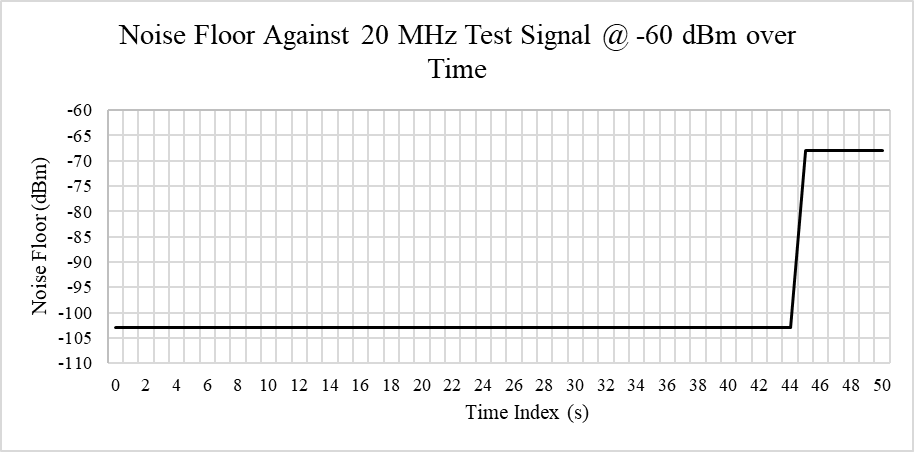 Noise Floor Against 20 MHz Test Signal @ -60 dBm over
Time
-60
-65
-70
-75
-80
-85
-90
-95
-100
-105
-110
Noise Floor (dBm)
0 2 4 6 8 10 12 14 16 18 20 22 24 26 28 30 32 34 36 38 40 42 44 46 48 50
Time Index (s)